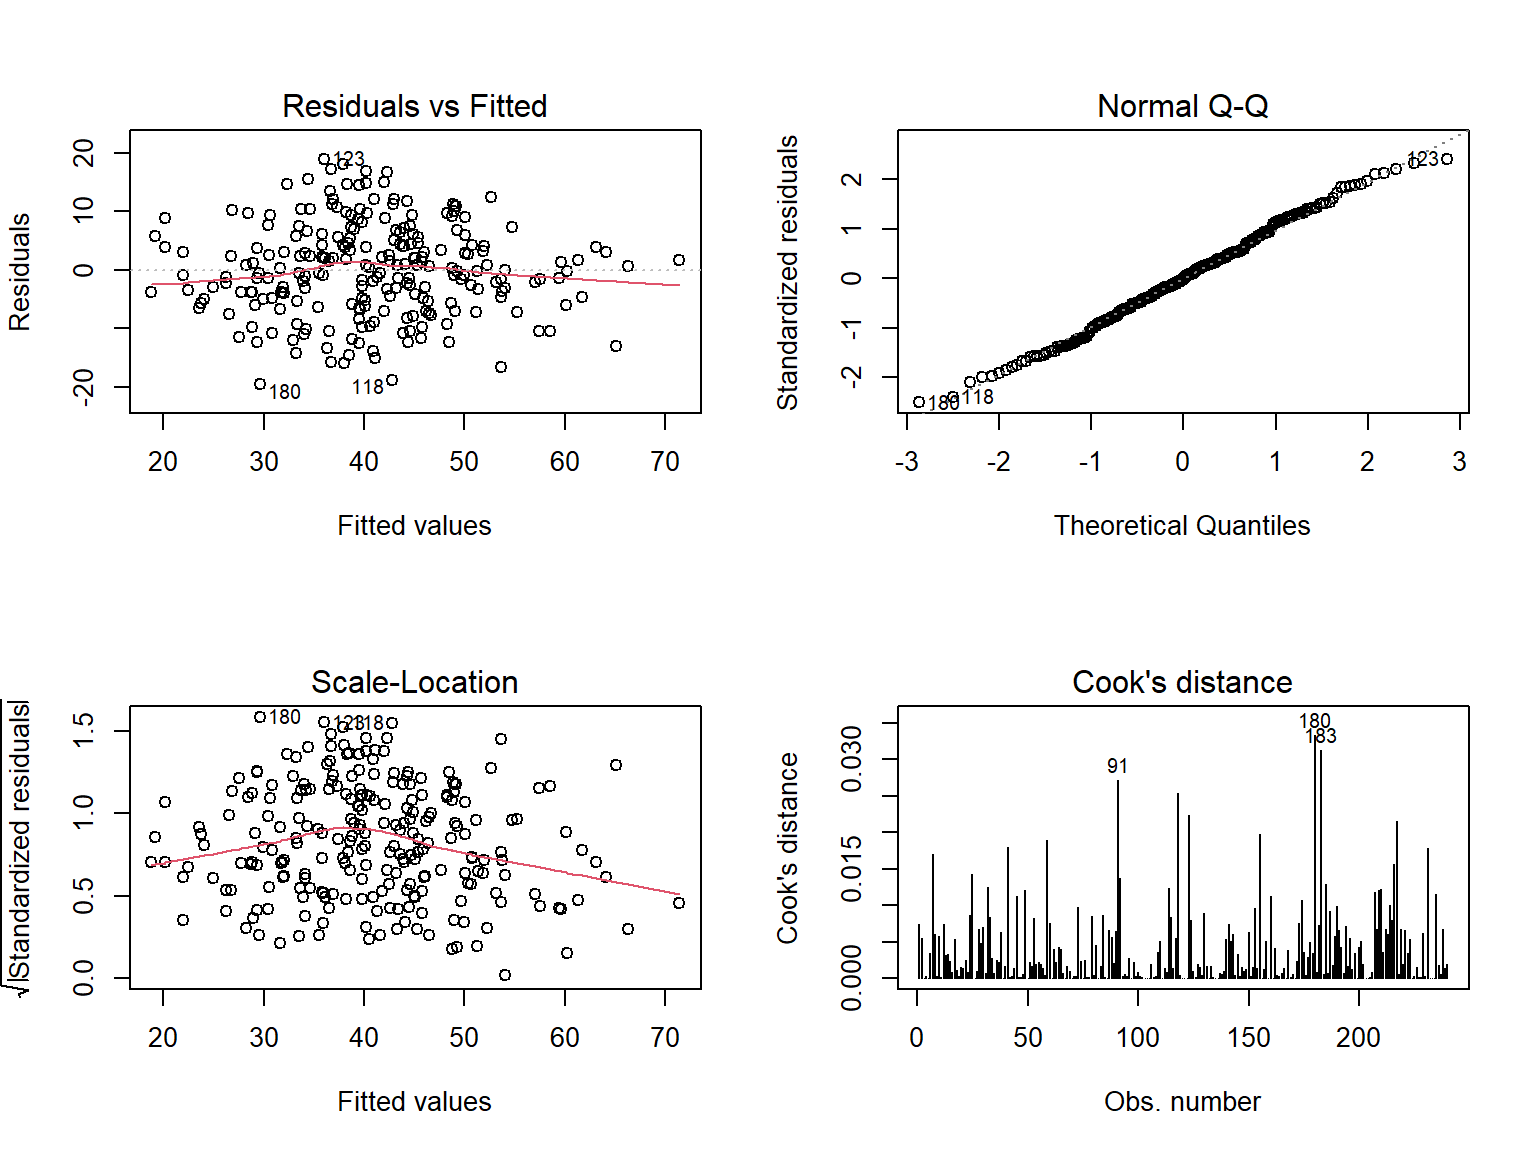 Residuals vs Fitted
Residuals
20
10
0
-20
123
180
118
20 30 40 50 60 70
Fitted values
Normal Q-Q
Standardized residuals
2
1
0
-1
-2
123
180
118
-3 -2 -1 0 1 2 3
Theoretical Quantiles
Scale-Location
√|Standardized residuals|
1.5
1.0
0.5
0.0
180
123
118
20 30 40 50 60 70
Fitted values
Cook's distance
Cook's distance
0.030
0.015
0.000
180
183
91
0 50 100 150 200
Obs. number